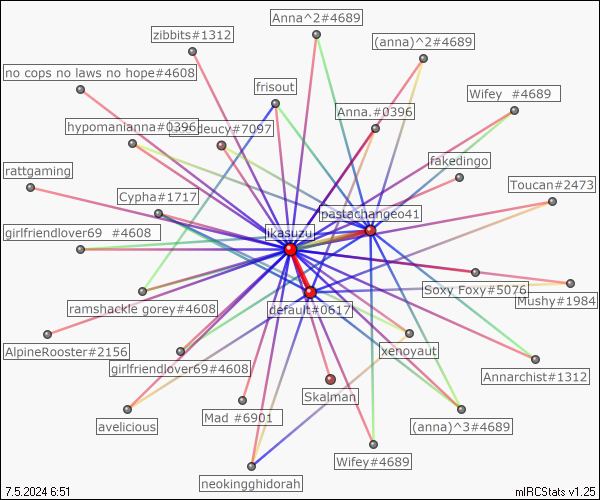 Anna^2#4689
zibbits#1312
(anna)^2#4689
no cops no laws no hope#4608
frisout
Wifey #4689
Anna.#0396
hypomanianna#0396
deucy#7097
fakedingo
rattgaming
Toucan#2473
Cypha#1717
pastachangeo41
girlfriendlover69 #4608
likasuzu
Soxy Foxy#5076
Mushy#1984
ramshackle gorey#4608
default#0617
AlpineRooster#2156
xenoyaut
girlfriendlover69#4608
Annarchist#1312
Skalman
avelicious
Mad #6901
(anna)^3#4689
Wifey#4689
neokingghidorah
7.5.2024 6:51
mIRCStats v1.25